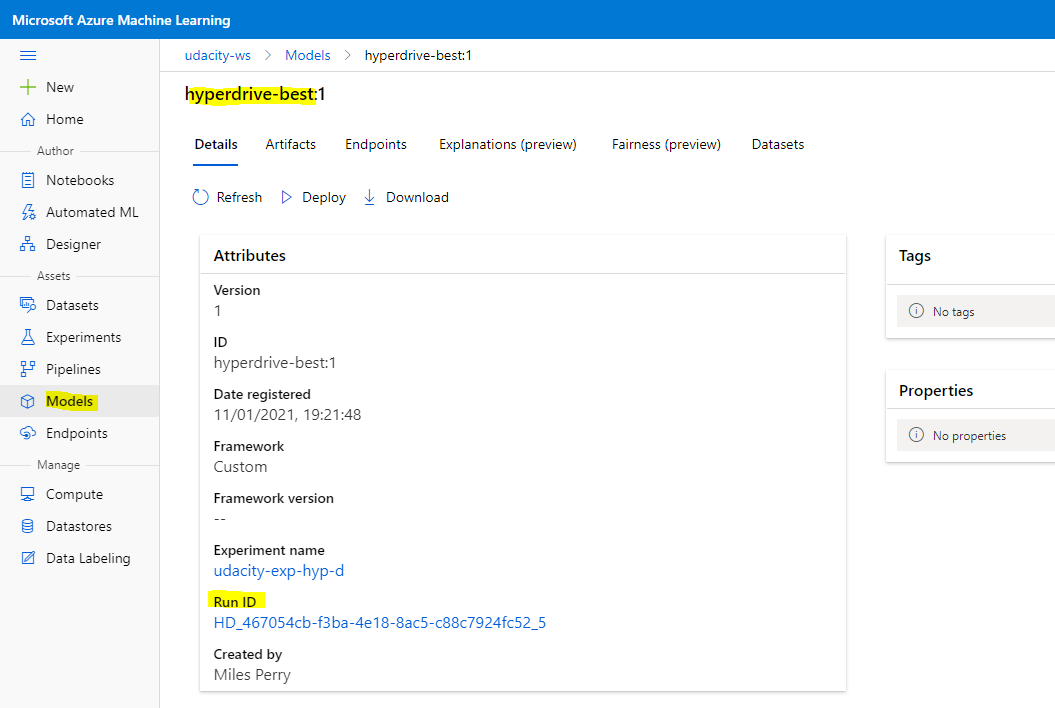 Microsoft Azure Machine Learning
New
Home
Author
Notebooks
Automated ML
Designer
Assets
Datasets
Experiments
Pipelines
Models
Endpoints
Manage
Compute
Datastores
Data Labeling
udacity-ws > Models > hyperdrive-best:1
hyperdrive-best:1
Details Artifacts Endpoints Explanations (preview) Fairness (preview) Datasets
Refresh Deploy Download
Attributes
Version
1
ID
hyperdrive-best:1
Date registered
11/01/2021, 19:21:48
Framework
Custom
Framework version
--
Experiment name
udacity-exp-hyp-d
Run ID
HD_467054cb-f3ba-4e18-8ac5-c88c7924fc52_5
Created by
Miles Perry
Tags
No tags
Properties
No properties